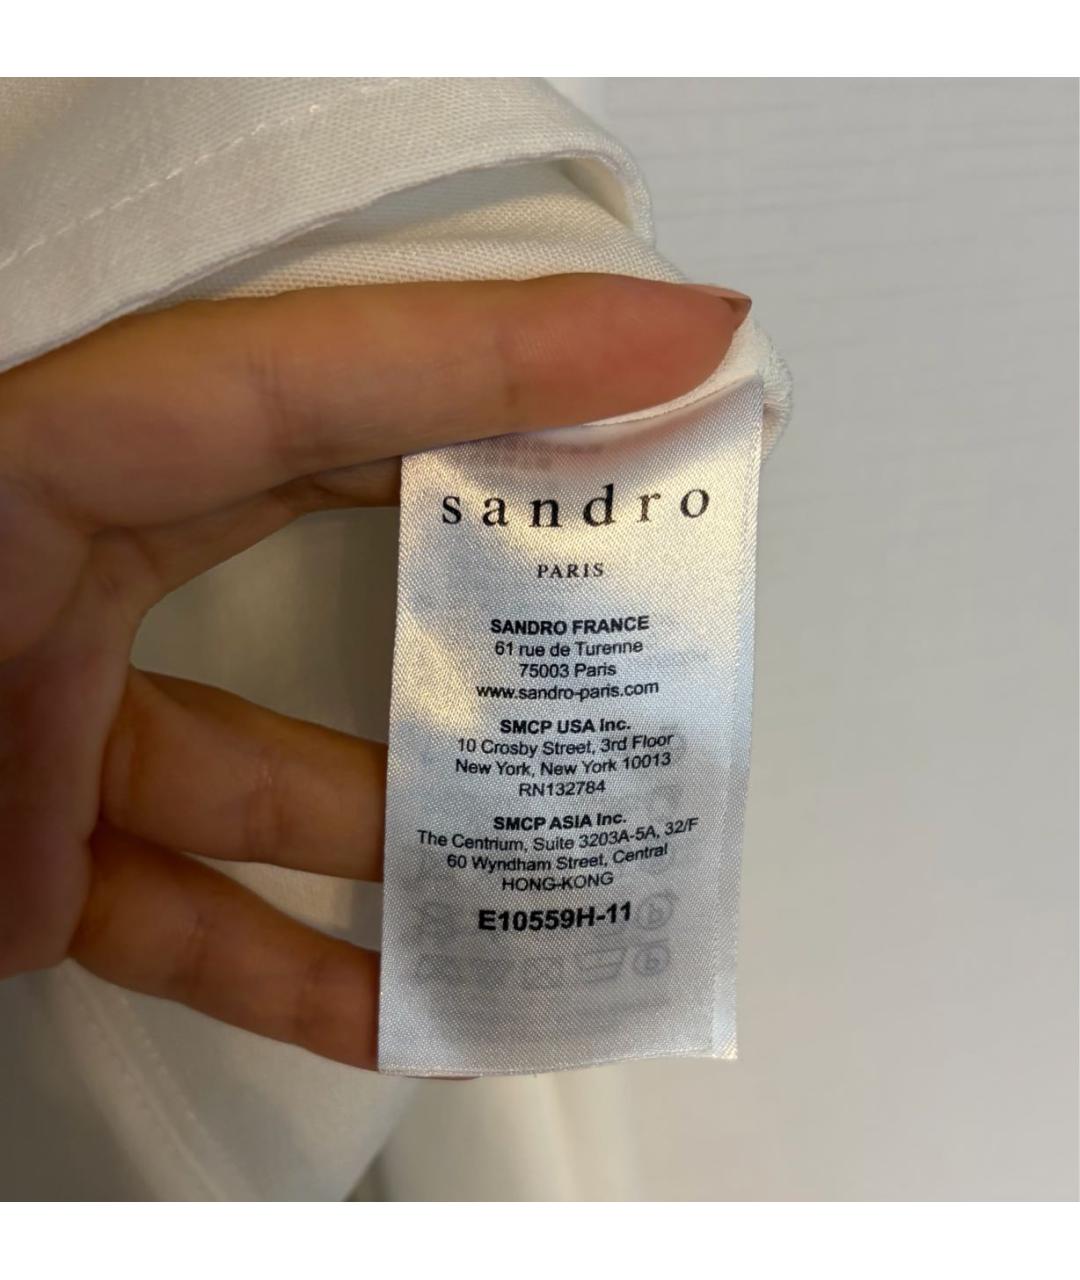 sandro
PARIS
SANDRO FRANCE
61 rue de Turenne
75003 Paris
www.sandro-paris.com
SMCP USA Inc.
10 Crosby Street, 3rd Floor
New York, New York 10013
RN132784
SMCP ASIA Inc.
The Centrium, Suite 3203A-5A, 32/F
60 Wyndham Street, Central
HONG-KONG
E10559H-11